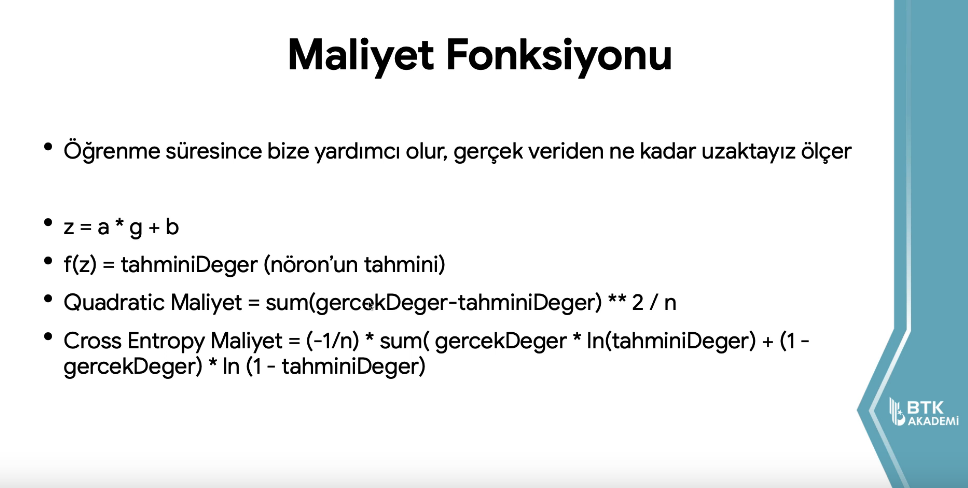 Maliyet Fonksiyonu
• Öğrenme süresince bize yardımcı olur, gerçek veriden ne kadar uzaktayız ölçer
• z = a * g + b
• f(z) = tahminiDeger (nöron’un tahmini)
• Quadratic Maliyet = sum(gercekDeger-tahminiDeger) ** 2 / n
• Cross Entropy Maliyet = (-1/n) * sum( gercekDeger * ln(tahminiDeger) + (1 -
gercekDeger) * ln (1 - tahminiDeger)
BTK
AKADEMİ